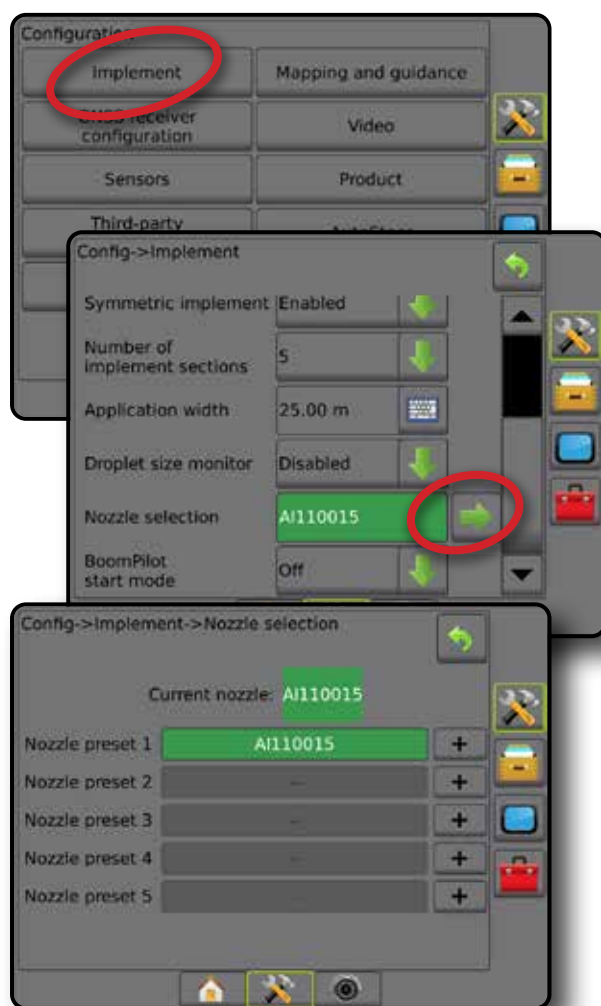 Configuration
Implement
Mapping and guidance
GNSS receiver
configuration
Video
Sensors
Product
Third-party
Config->Implement
Symmetric implement Enabled
Number of
implement sections
5
Application width 25.00 m
Droplet size monitor Disabled
Nozzle selection AI110015
BoomPilot
start mode
Off
Config->Implement->Nozzle selection
Current nozzle: AI110015
Nozzle preset 1 AI110015 +
Nozzle preset 2 -- +
Nozzle preset 3 -- +
Nozzle preset 4 -- +
Nozzle preset 5 -- +